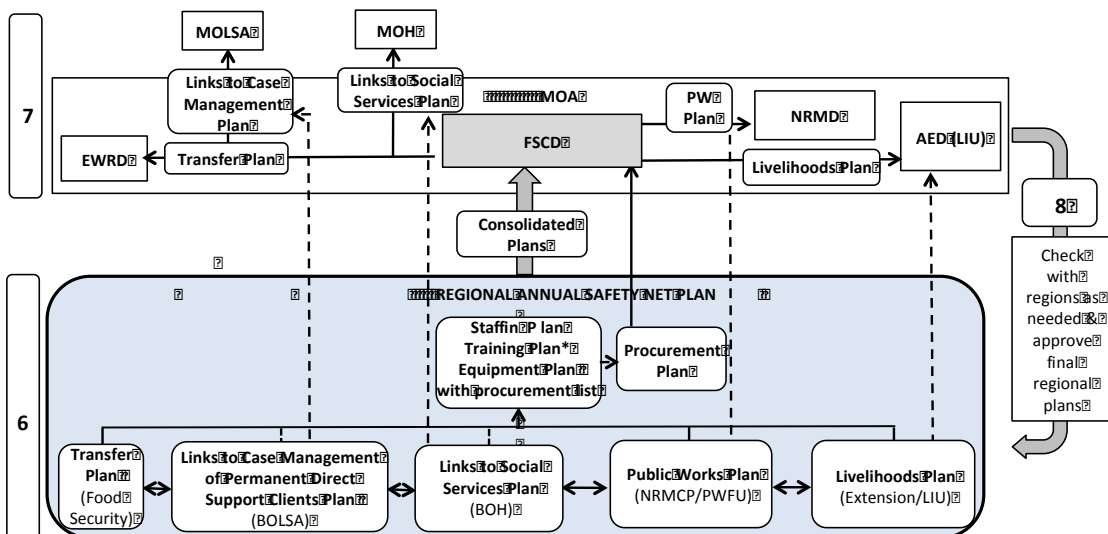 MOLSA
MOH
Links to Case
Management
Plan
Links to Social
Services Plan
MOA
PW
Plan
7
NRMD
AED (LIU)
FSCD
EWRD
Transfer Plan
Livelihoods Plan
8
Consolidated
Plans
Check
with
regions as
needed &
approve
final
regional
plans
REGIONAL ANNUAL SAFETY NET PLAN
Staffin P lan
Training Plan*
Equipment Plan
with procurement list
Procurement
Plan
6
Transfer
Plan
(Food
Security)
Links to Case Management
of Permanent Direct
Support Clients Plan
(BOLSA)
Links to Social
Services Plan
(BOH)
Public Works Plan
(NRMCP/PWFU)
Livelihoods Plan
(Extension/LIU)